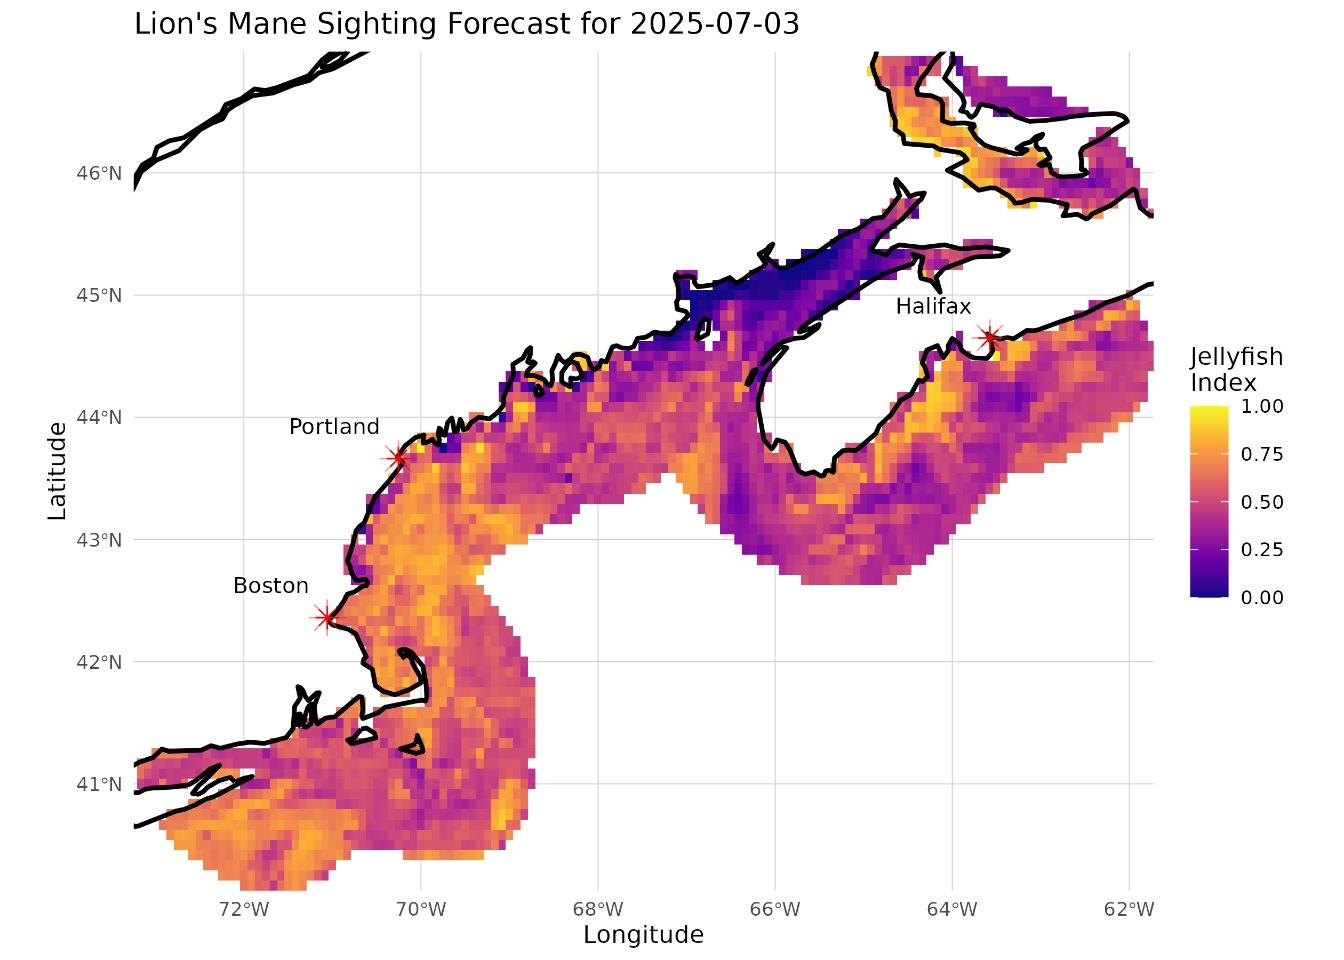 Lion's Mane Sighting Forecast for 2025-07-03
46°N
45°N
44°N
43°N
42°N
41°N
Latitude
Halifax
Portland
Boston
72°W
70°W
68°W
66°W
64°W
62°W
Longitude
Jellyfish
Index
1.00
0.75
0.50
0.25
0.00